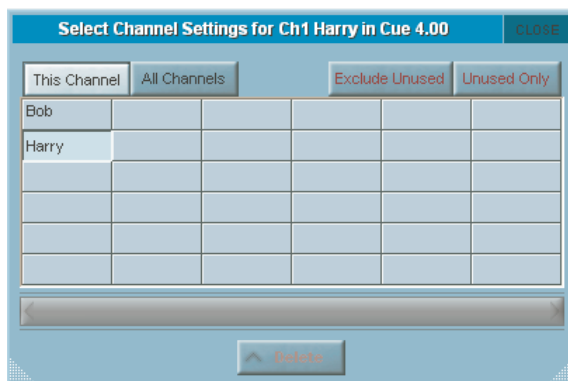 Select Channel Settings for Ch1 Harry in Cue 4.00 CLOSE
This Channel All Channels Exclude Unused Unused Only
Bob
Harry
Delete